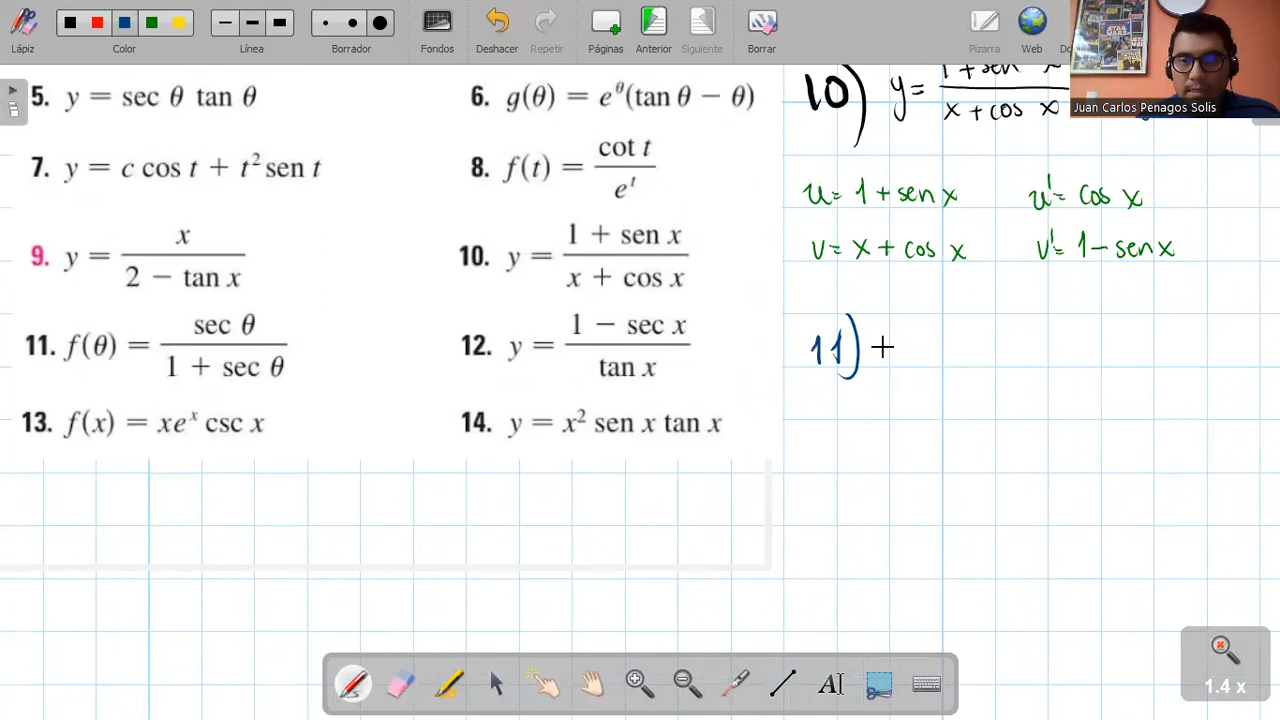 Lápiz Color Línea Borrador Fondos Deshacer Repetir Páginas Anterior Siguiente Borrar Pizarra Web
Juan Carlos Penagos Solis
5. y = sec θ tan θ
6. g(θ) = e^θ(tan θ − θ)
7. y = c cos t + t² sen t
8. f(t) = cot t / e^t
9. y = x / (2 − tan x)
10. y = (1 + sen x) / (x + cos x)
11. f(θ) = sec θ / (1 + sec θ)
12. y = (1 − sec x) / tan x
13. f(x) = xe^x csc x
14. y = x² sen x tan x
10) y = (1 + sen x) / (x + cos x)
u = 1 + sen x u' = cos x
v = x + cos x v' = 1 − sen x
11)
AI
1.4 x